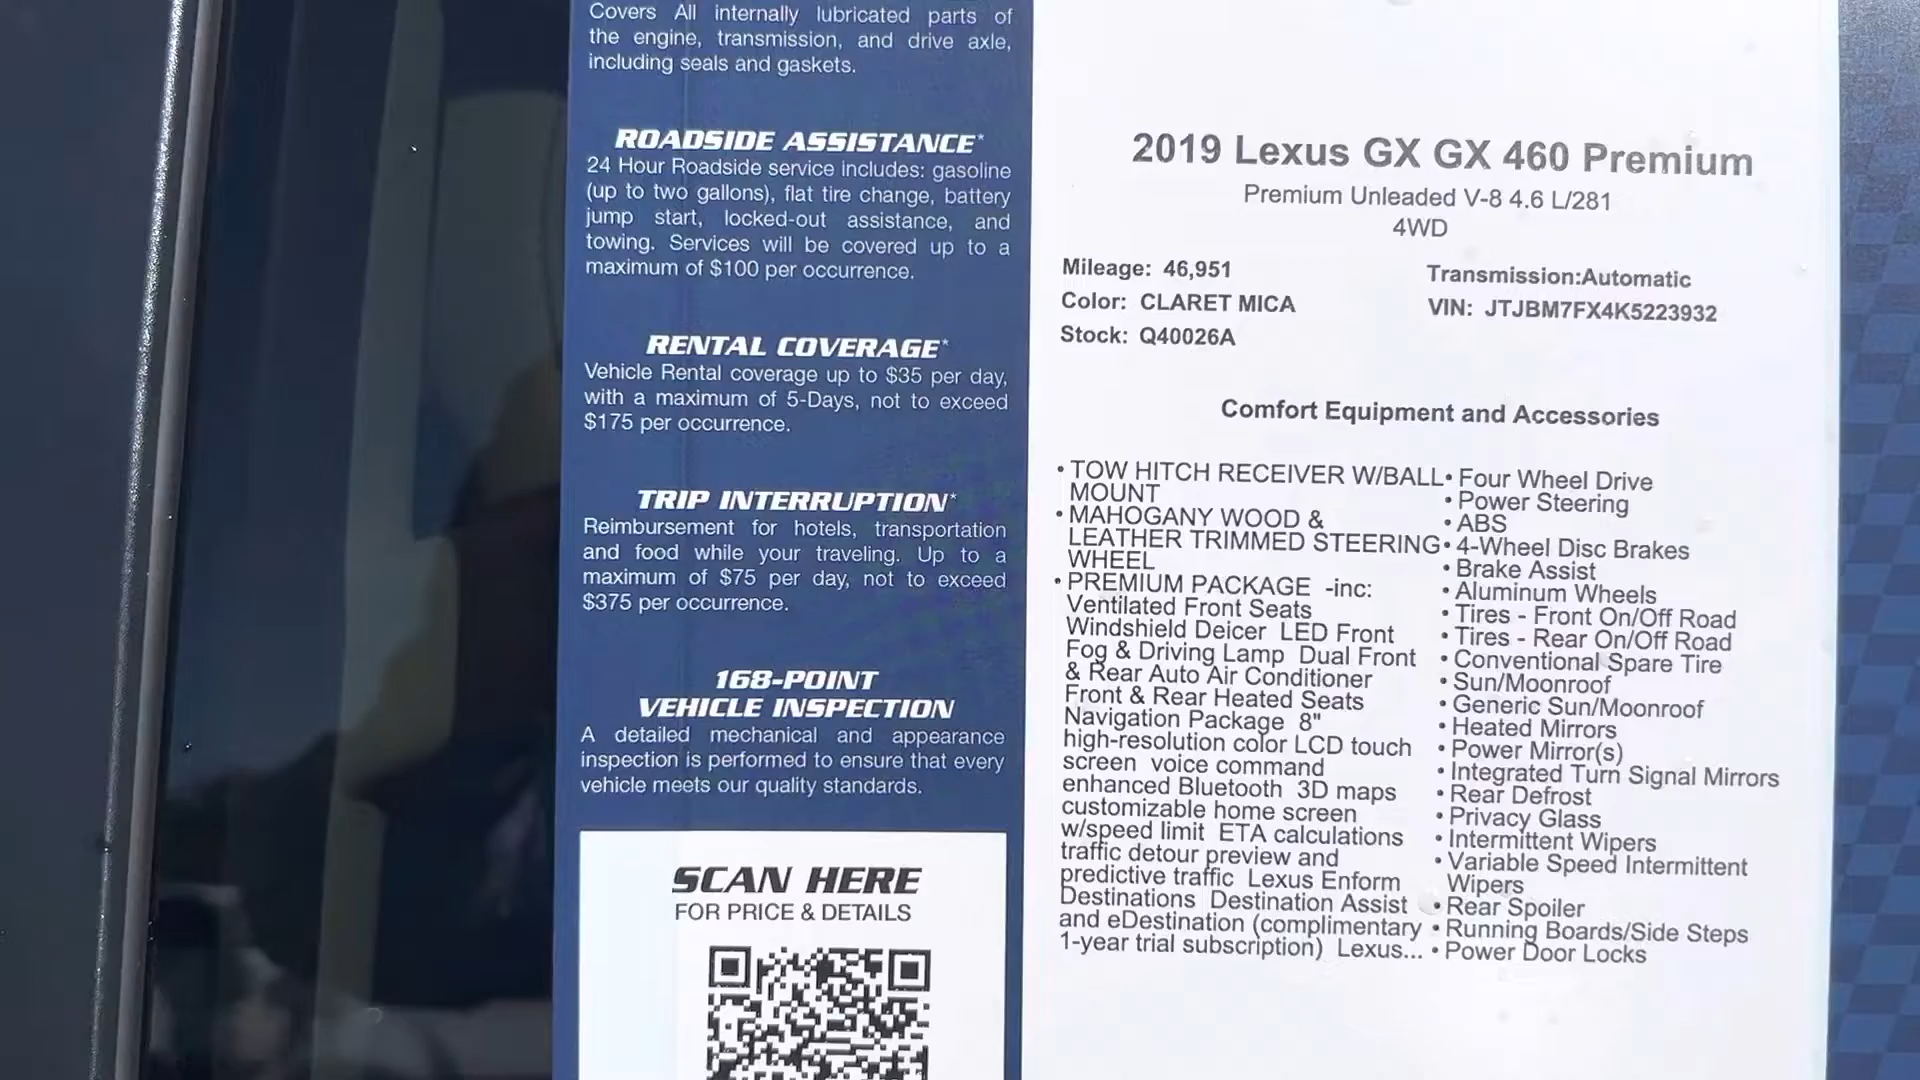 Covers All internally lubricated parts of
the engine, transmission, and drive axle,
including seals and gaskets.
ROADSIDE ASSISTANCE*
24 Hour Roadside service includes: gasoline
(up to two gallons), flat tire change, battery
jump start, locked-out assistance, and
towing. Services will be covered up to a
maximum of $100 per occurrence.
RENTAL COVERAGE*
Vehicle Rental coverage up to $35 per day,
with a maximum of 5-Days, not to exceed
$175 per occurrence.
TRIP INTERRUPTION*
Reimbursement for hotels, transportation
and food while your traveling. Up to a
maximum of $75 per day, not to exceed
$375 per occurrence.
168-POINT
VEHICLE INSPECTION
A detailed mechanical and appearance
inspection is performed to ensure that every
vehicle meets our quality standards.
SCAN HERE
FOR PRICE & DETAILS
2019 Lexus GX GX 460 Premium
Premium Unleaded V-8 4.6 L/281
4WD
Mileage: 46,951
Color: CLARET MICA
Stock: Q40026A
Transmission:Automatic
VIN: JTJBM7FX4K5223932
Comfort Equipment and Accessories
• TOW HITCH RECEIVER W/BALL
MOUNT
• MAHOGANY WOOD &
LEATHER TRIMMED STEERING
WHEEL
• PREMIUM PACKAGE -inc:
Ventilated Front Seats
Windshield Deicer LED Front
Fog & Driving Lamp Dual Front
& Rear Auto Air Conditioner
Front & Rear Heated Seats
Navigation Package 8"
high-resolution color LCD touch
screen voice command
enhanced Bluetooth 3D maps
customizable home screen
w/speed limit ETA calculations
traffic detour preview and
predictive traffic Lexus Enform
Destinations Destination Assist
and eDestination (complimentary
1-year trial subscription) Lexus...
• Four Wheel Drive
• Power Steering
• ABS
• 4-Wheel Disc Brakes
• Brake Assist
• Aluminum Wheels
• Tires - Front On/Off Road
• Tires - Rear On/Off Road
• Conventional Spare Tire
• Sun/Moonroof
• Generic Sun/Moonroof
• Heated Mirrors
• Power Mirror(s)
• Integrated Turn Signal Mirrors
• Rear Defrost
• Privacy Glass
• Intermittent Wipers
• Variable Speed Intermittent
Wipers
• Rear Spoiler
• Running Boards/Side Steps
• Power Door Locks